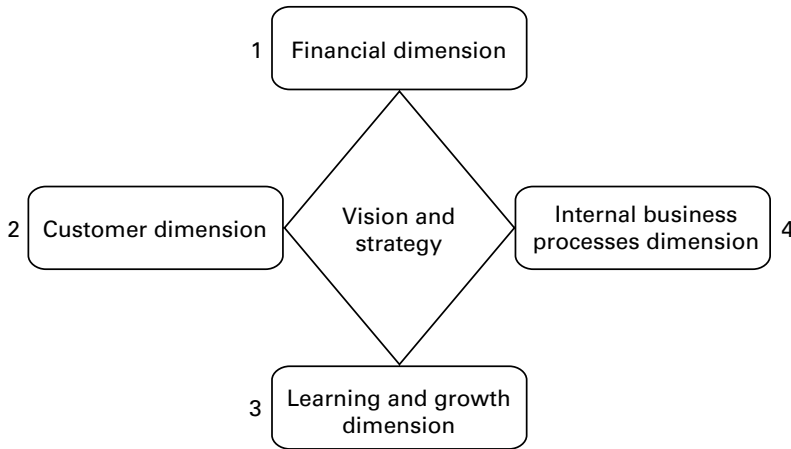 1
Financial dimension
2
Customer dimension
Vision and
strategy
Internal business
processes dimension
4
3
Learning and growth
dimension